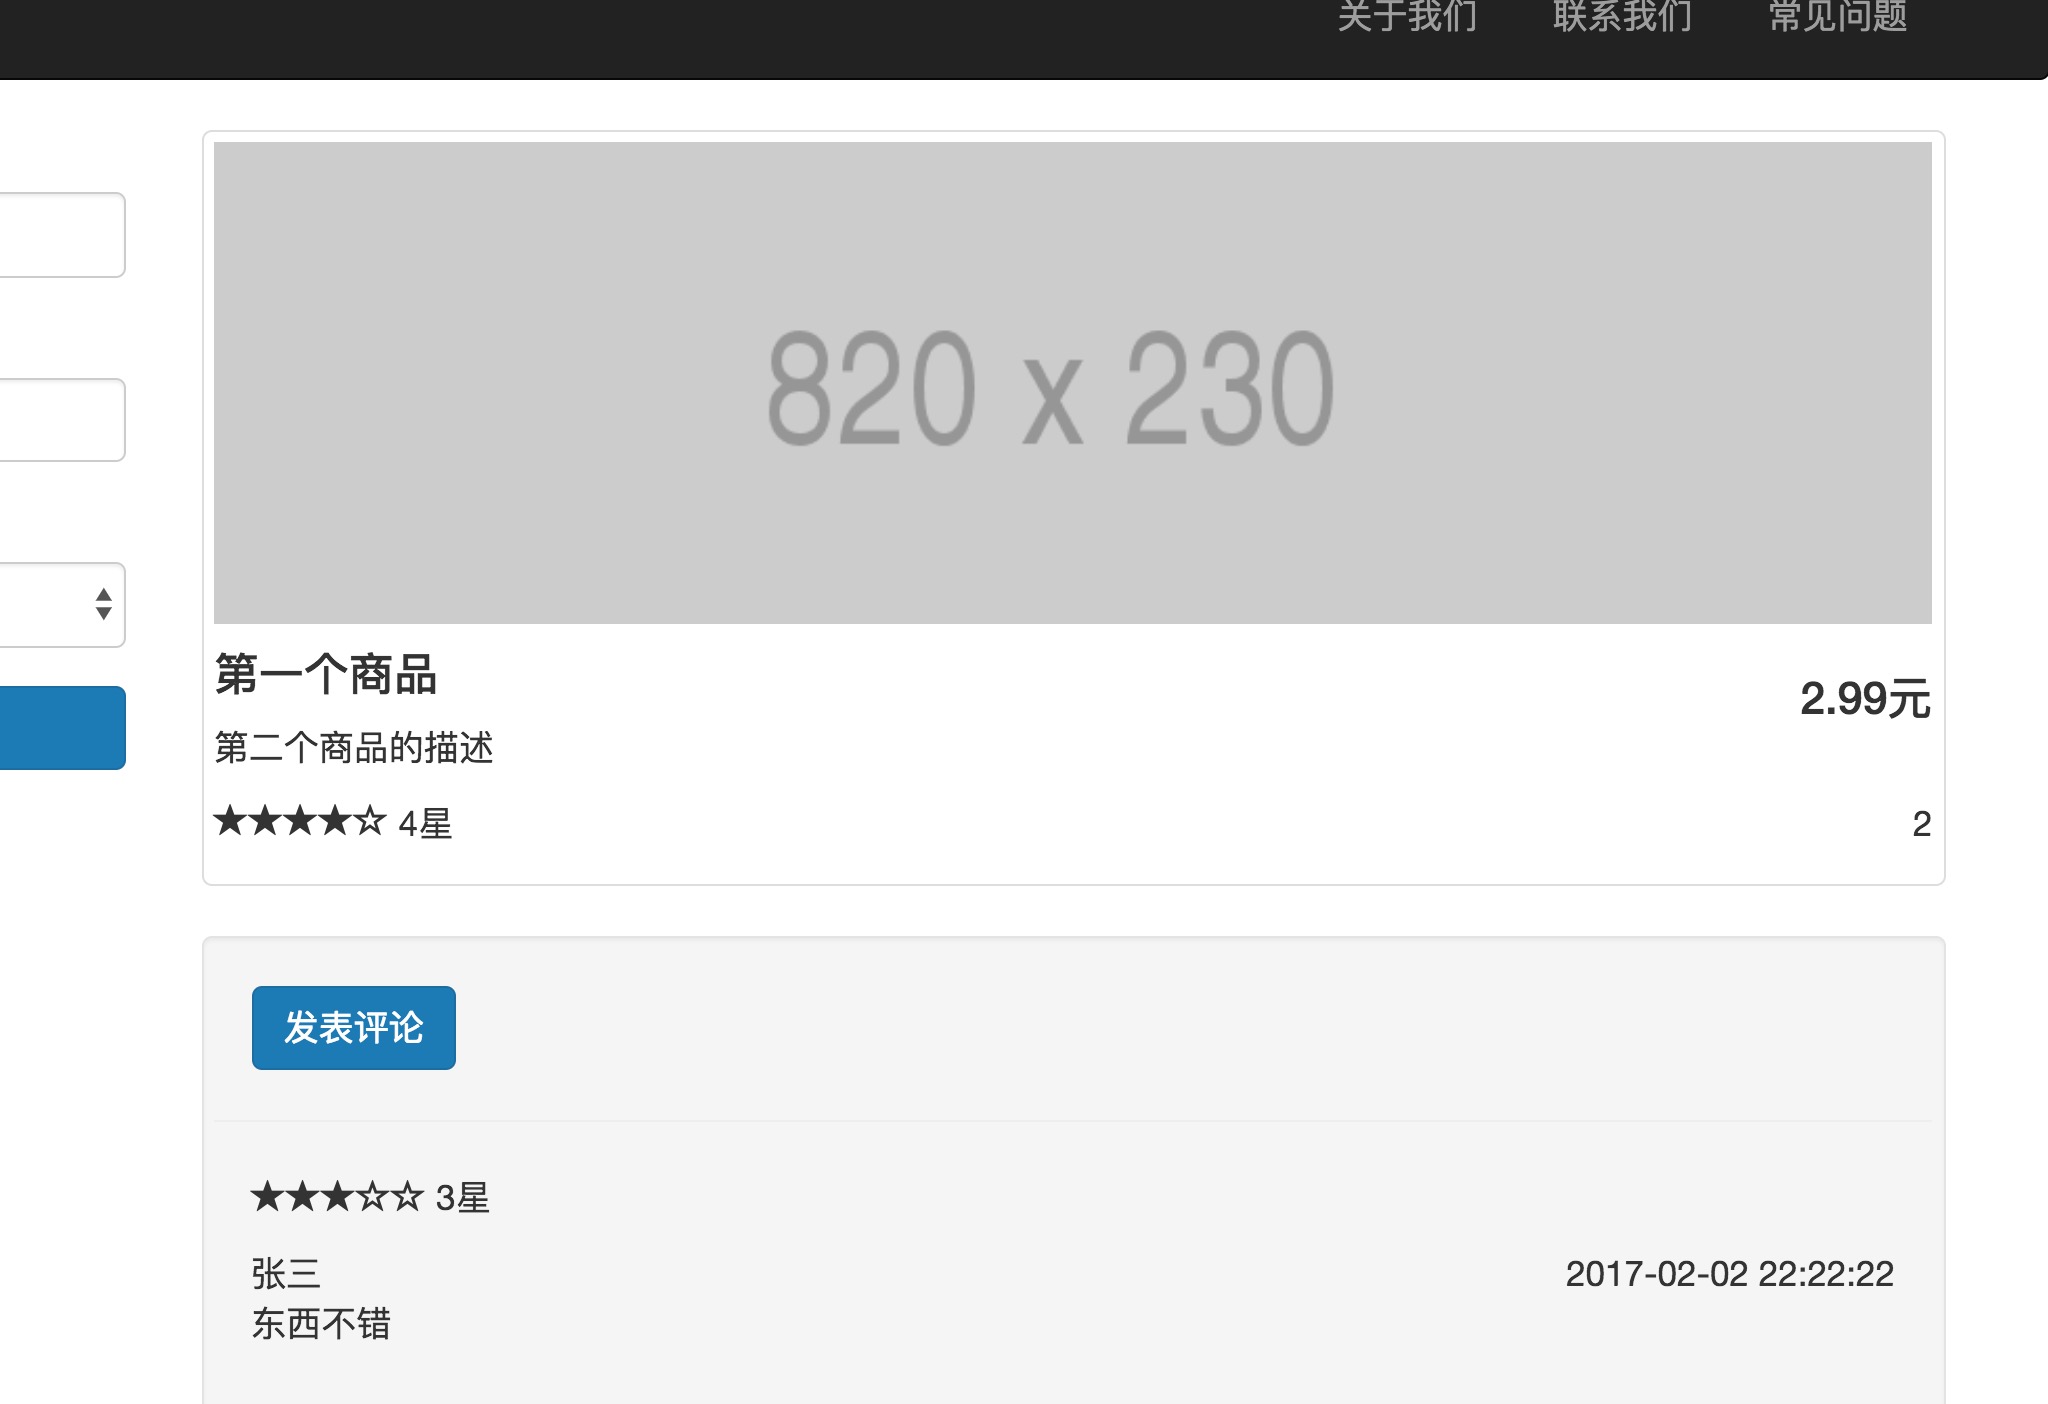 关于我们 联系我们 常见问题
820 x 230
第一个商品
2.99元
第二个商品的描述
★★★★☆ 4星 2
发表评论
★★★☆☆ 3星
张三 2017-02-02 22:22:22
东西不错